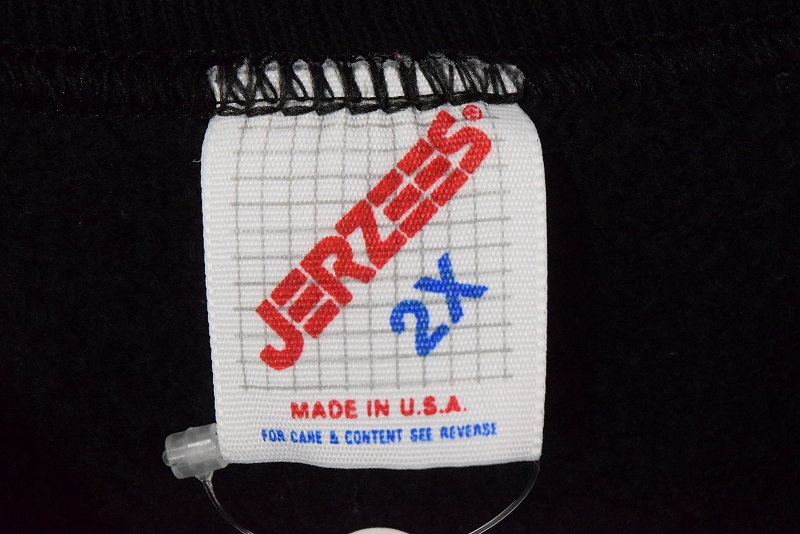 JERZEES®
2X
MADE IN U.S.A.
FOR CARE & CONTENT SEE REVERSE